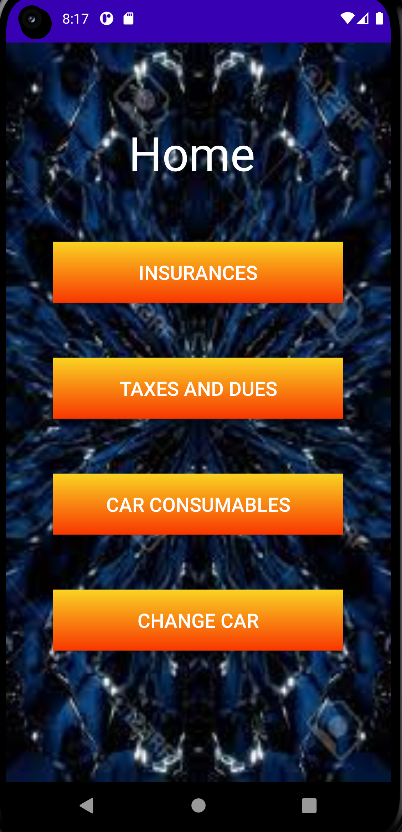 8:17
Home
INSURANCES
TAXES AND DUES
CAR CONSUMABLES
CHANGE CAR